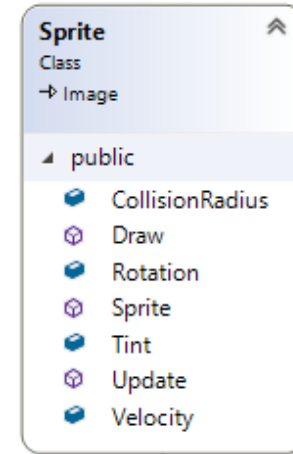 Sprite
Class
Image
public
CollisionRadius
Draw
Rotation
Sprite
Tint
Update
Velocity